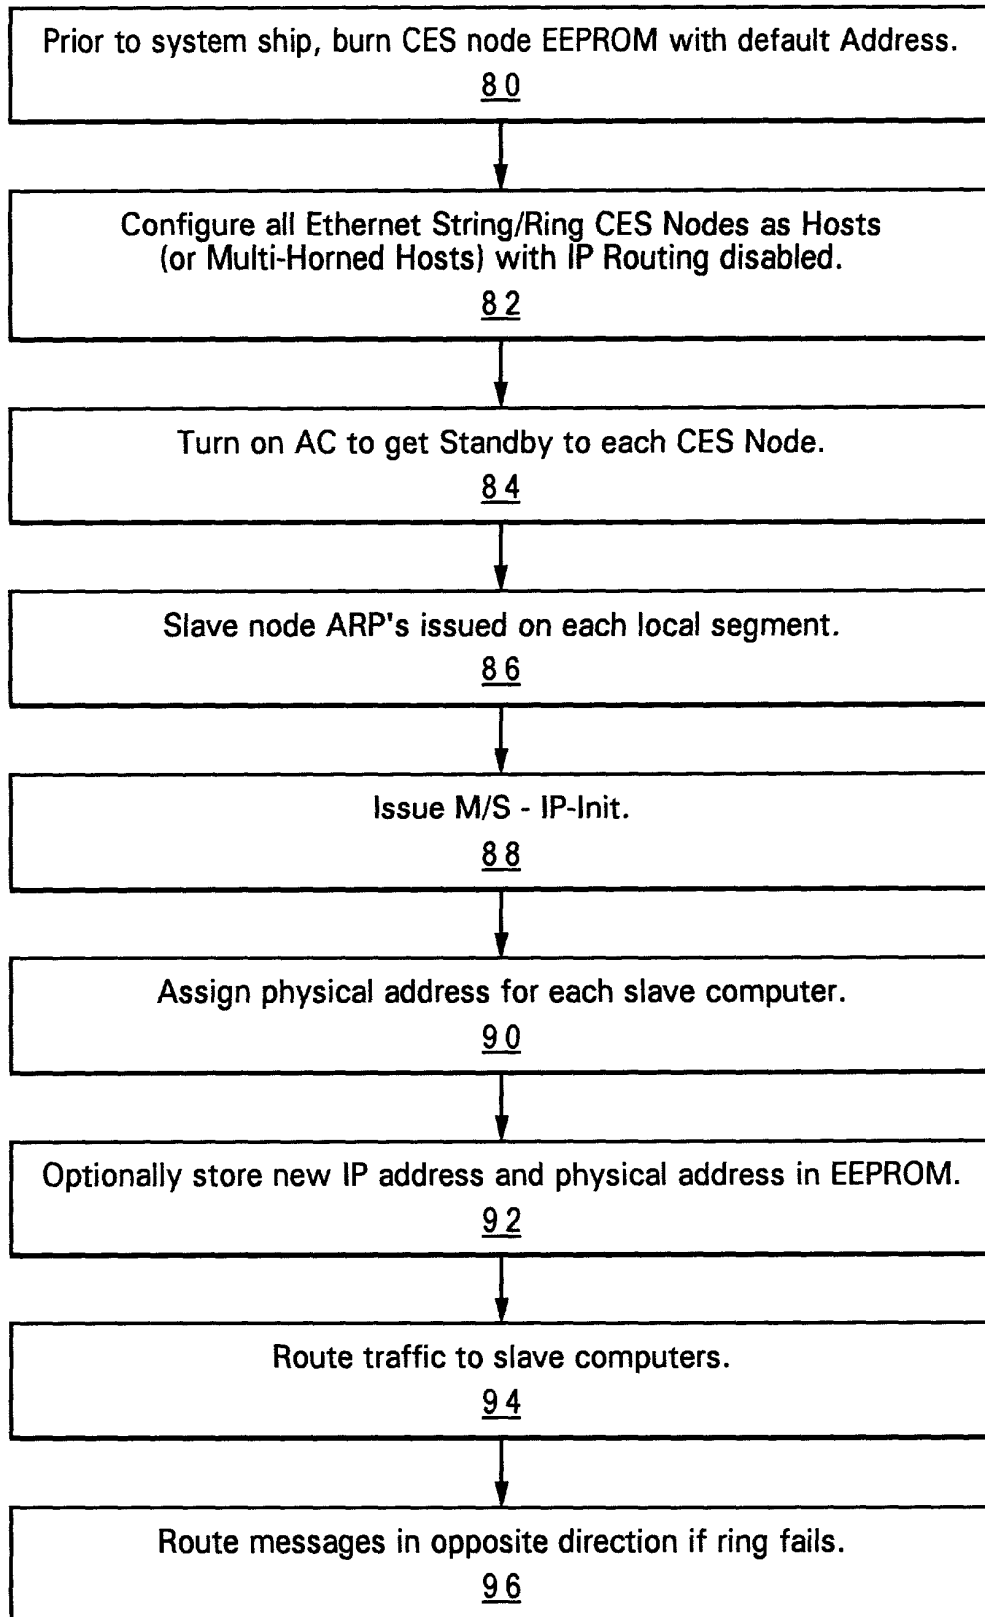 Prior to system ship, burn CES node EEPROM with default Address.
80
Configure all Ethernet String/Ring CES Nodes as Hosts
(or Multi-Horned Hosts) with IP Routing disabled.
82
Turn on AC to get Standby to each CES Node.
84
Slave node ARP's issued on each local segment.
86
Issue M/S - IP-Init.
88
Assign physical address for each slave computer.
90
Optionally store new IP address and physical address in EEPROM.
92
Route traffic to slave computers.
94
Route messages in opposite direction if ring fails.
96